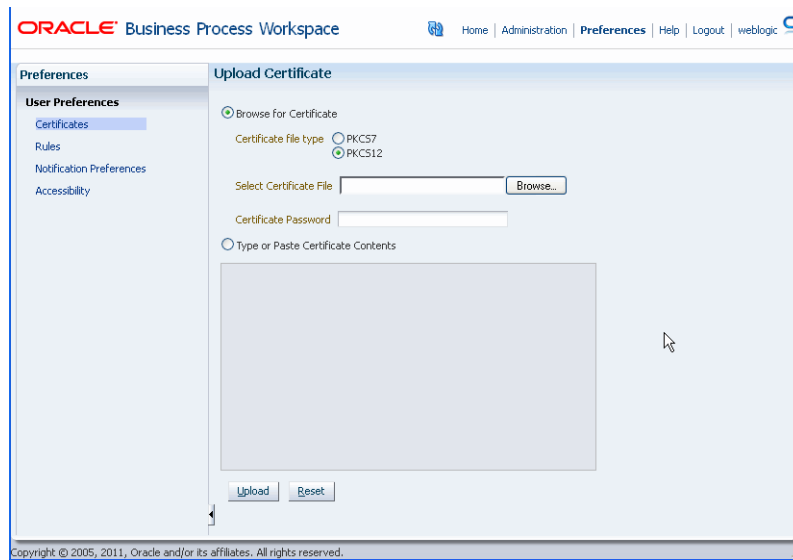 ORACLE Business Process Workspace
Home | Administration | Preferences | Help | Logout | weblogic
Preferences
User Preferences
Certificates
Rules
Notification Preferences
Accessibility
Upload Certificate
Browse for Certificate
Certificate file type PKCS7
PKCS12
Select Certificate File Browse...
Certificate Password
Type or Paste Certificate Contents
Upload Reset
Copyright © 2005, 2011, Oracle and/or its affiliates. All rights reserved.